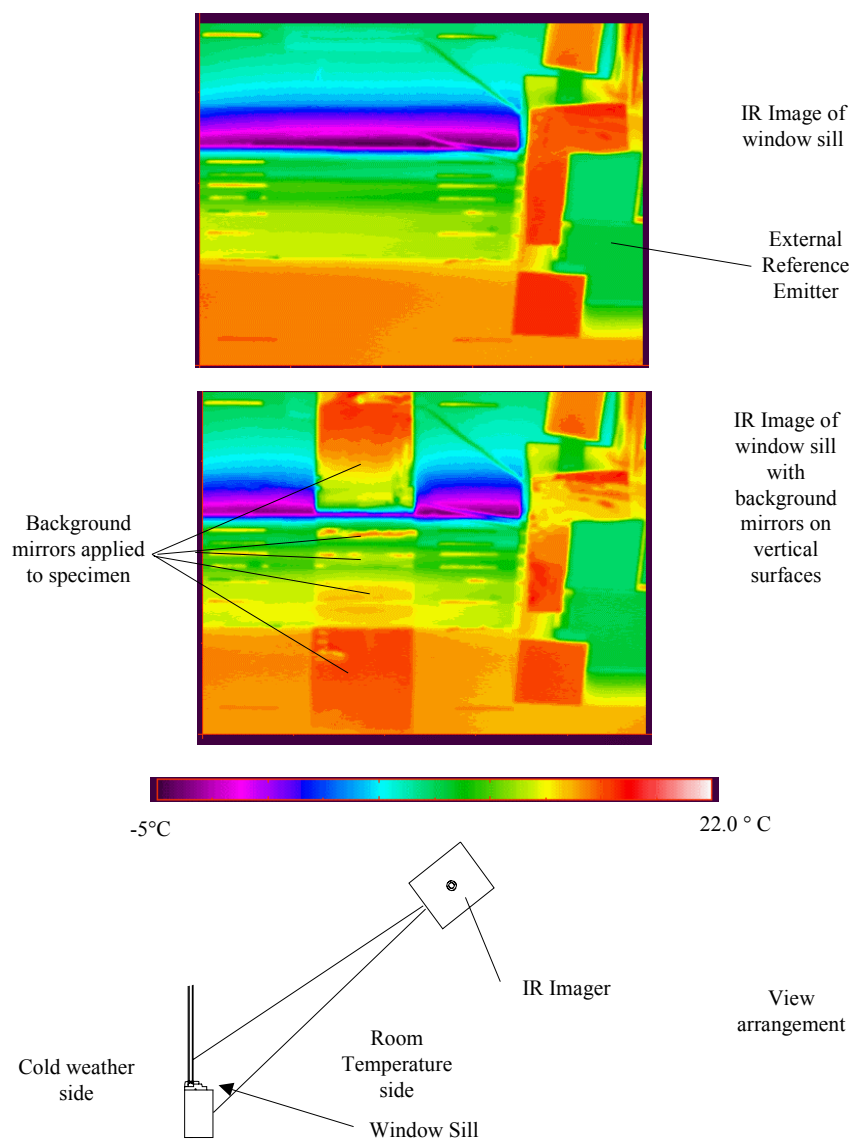 IR Image of
window sill
External
Reference
Emitter
IR Image of
window sill
with
background
mirrors on
vertical
surfaces
Background
mirrors applied
to specimen
-5°C
22.0 ° C
IR Imager
View
arrangement
Room
Temperature
side
Cold weather
side
Window Sill